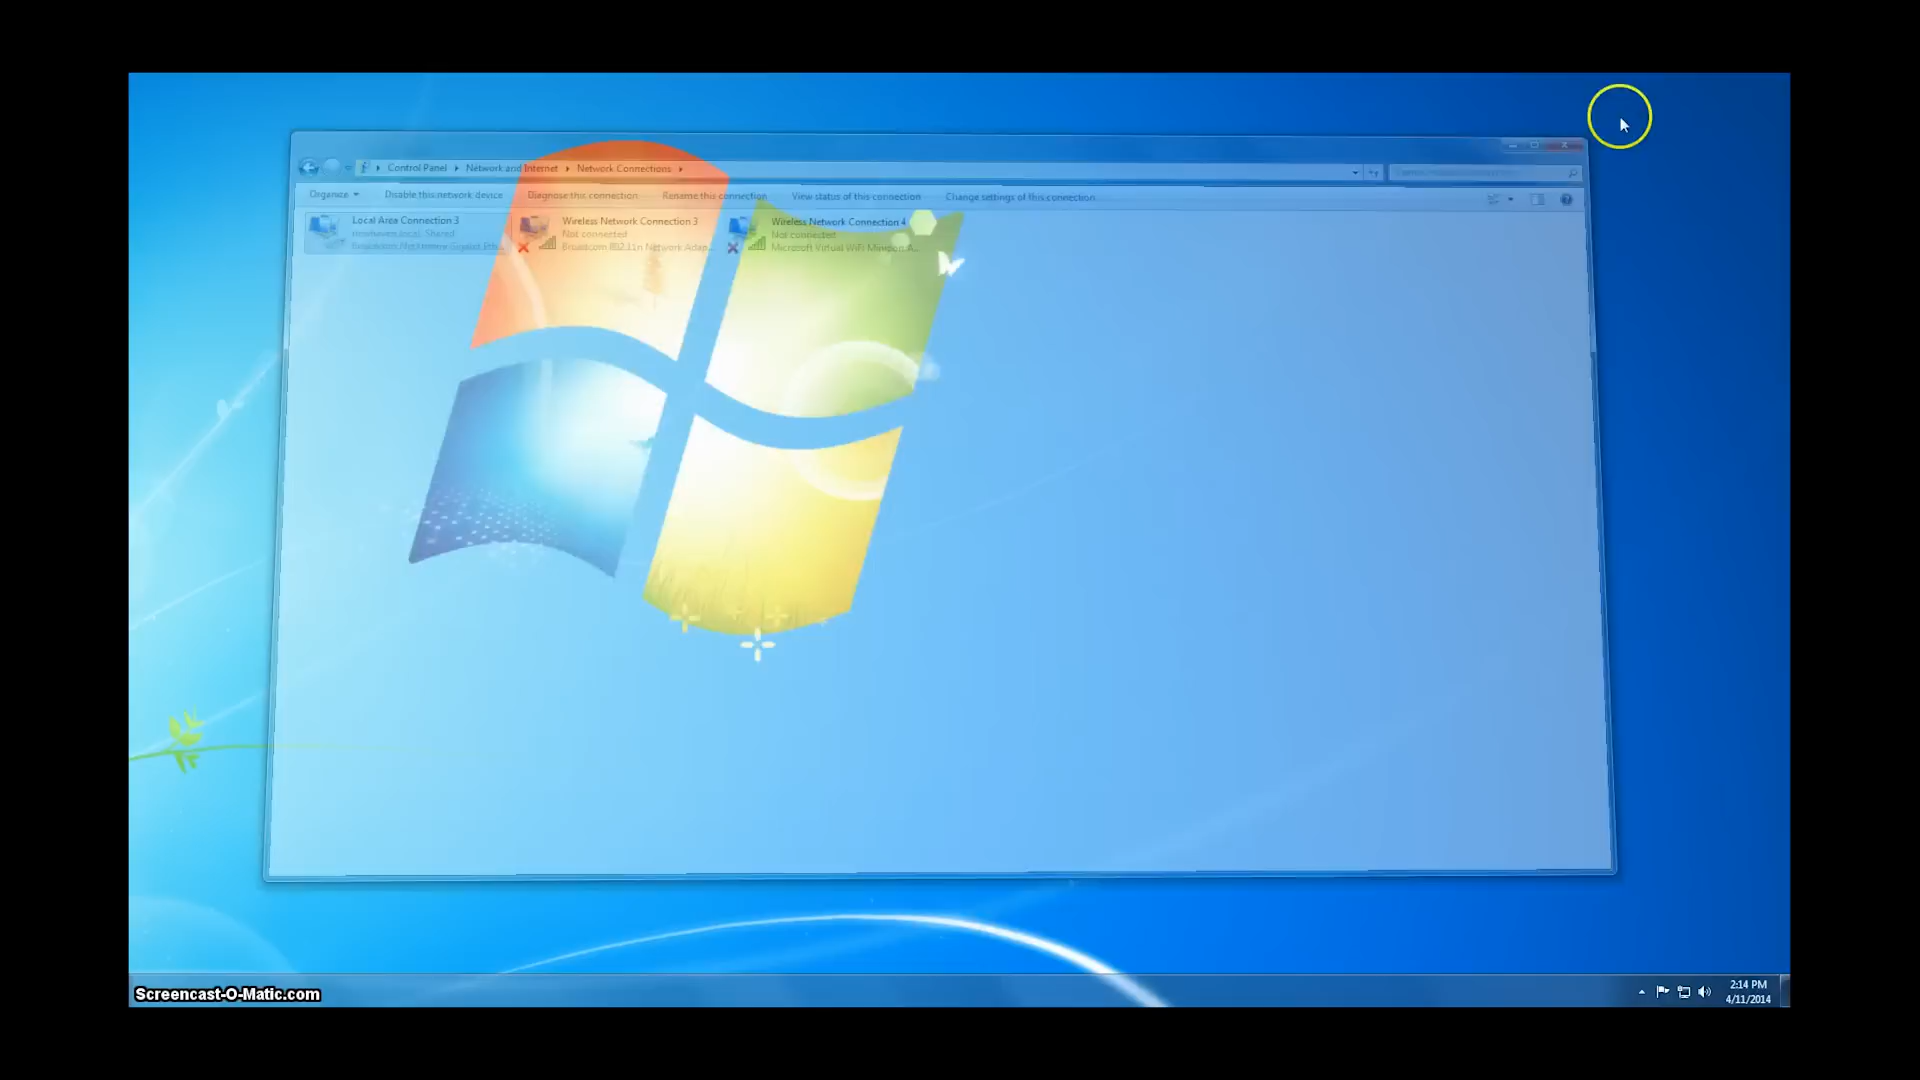 Control Panel Network and Internet Network Connections
Organize Disable this network device Diagnose this connection Rename this connection View status of this connection Change settings of this connection
Local Area Connection 3 Wireless Network Connection 3 Wireless Network Connection 4
newhaven.local, Shared Not connected Not connected
Broadcom NetXtreme Gigabit Eth... Broadcom 802.11n Network Adap... Microsoft Virtual WiFi Miniport A...
Screencast-O-Matic.com
2:14 PM
4/11/2014